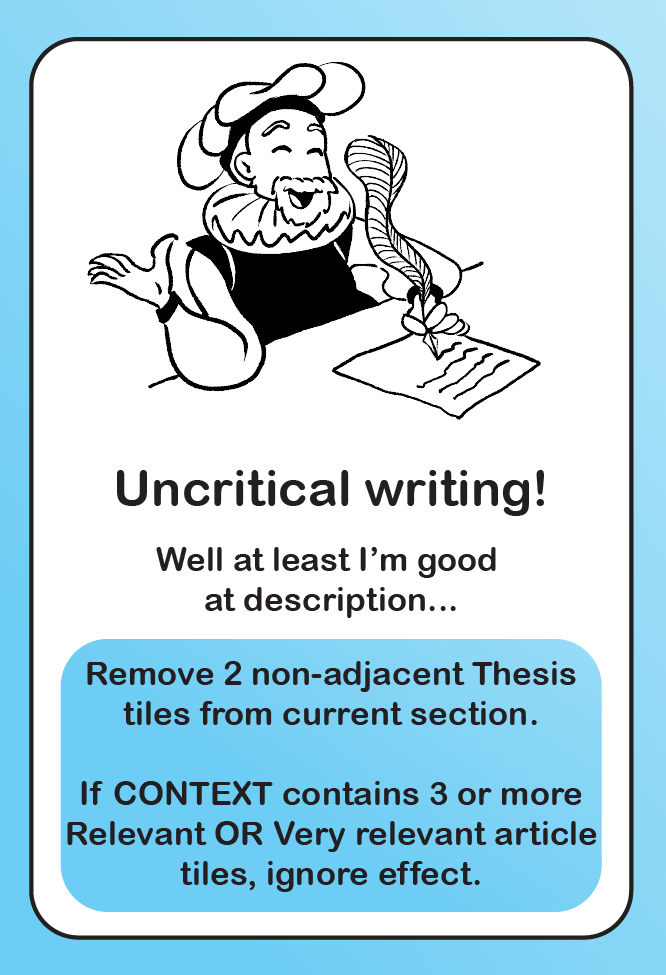 Uncritical writing!
Well at least I'm good
at description...
Remove 2 non-adjacent Thesis
tiles from current section.
If CONTEXT contains 3 or more
Relevant OR Very relevant article
tiles, ignore effect.